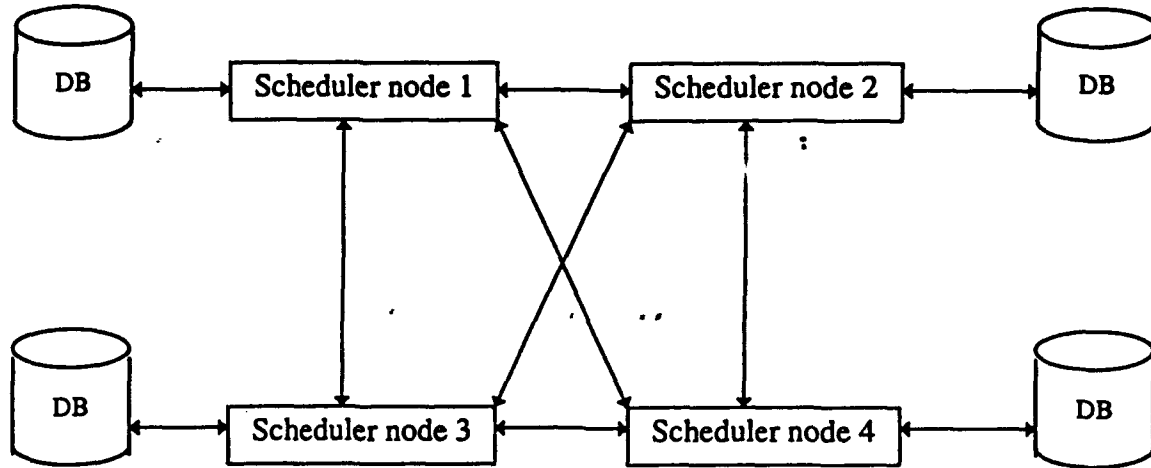 DB
Scheduler node 1
Scheduler node 2
DB
DB
Scheduler node 3
Scheduler node 4
DB